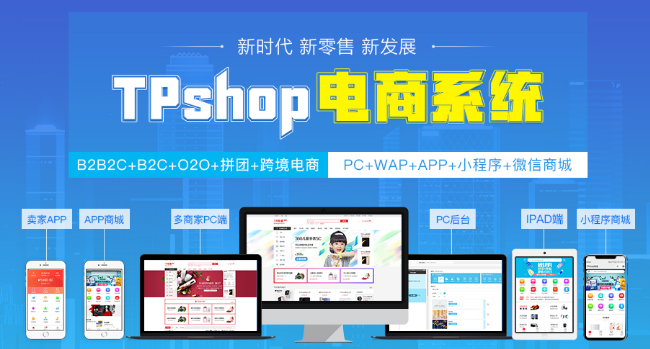 新时代 新零售 新发展
TPshop电商系统
B2B2C+B2C+O2O+拼团+跨境电商
PC+WAP+APP+小程序+微信商城
卖家APP
APP商城
多商家PC端
PC后台
IPAD端
小程序商城